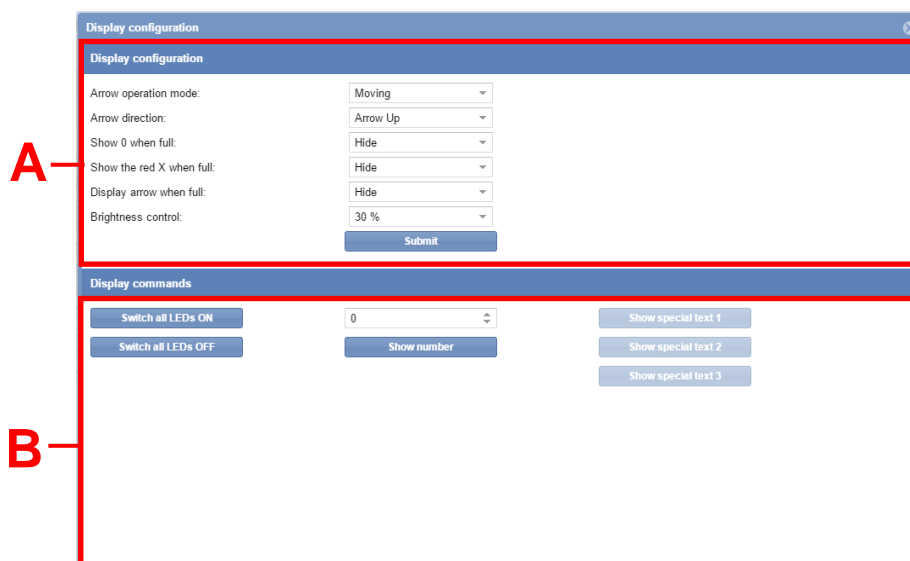 Display configuration
Display configuration
Arrow operation mode: Moving
Arrow direction: Arrow Up
Show 0 when full: Hide
A Show the red X when full: Hide
Display arrow when full: Hide
Brightness control: 30 %
Submit
Display commands
Switch all LEDs ON 0 Show special text 1
Switch all LEDs OFF Show number Show special text 2
Show special text 3
B